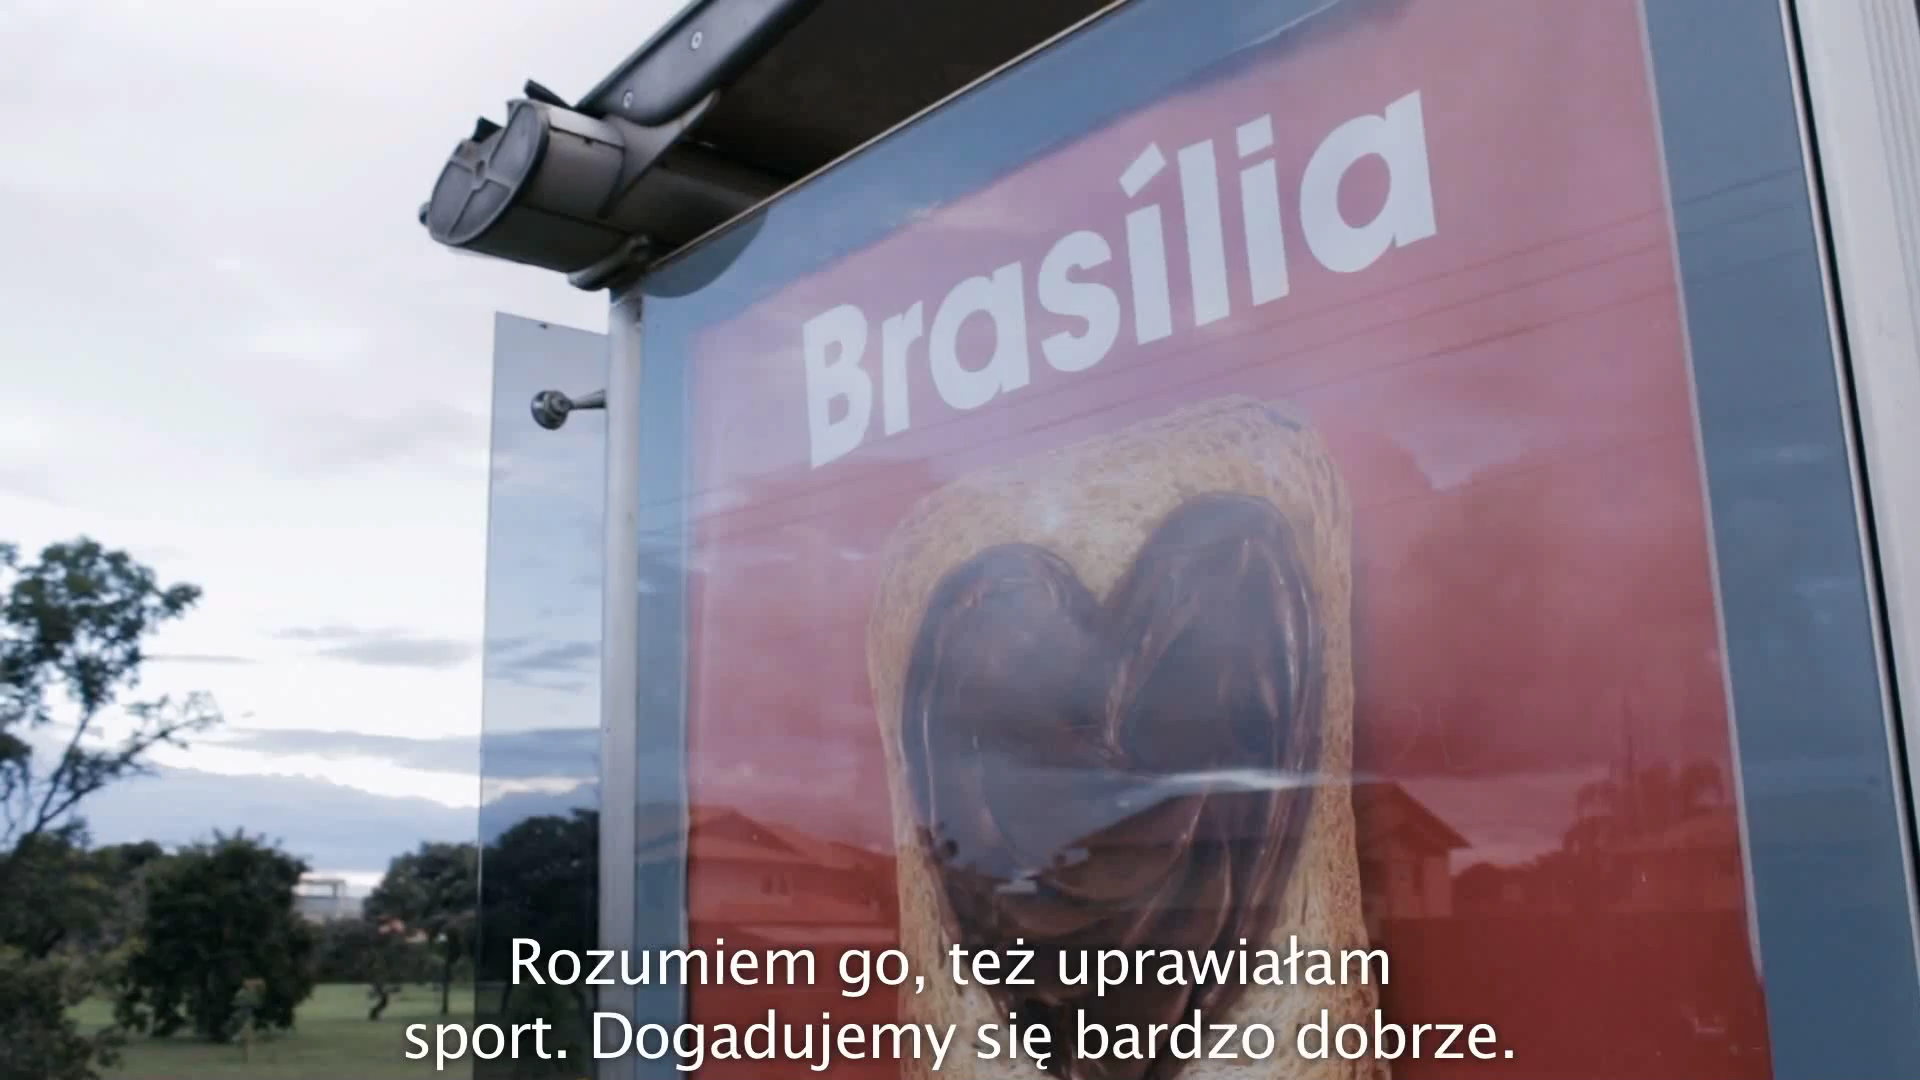 Brasília
Rozumiem go, też uprawiałam
sport. Dogadujemy się bardzo dobrze.